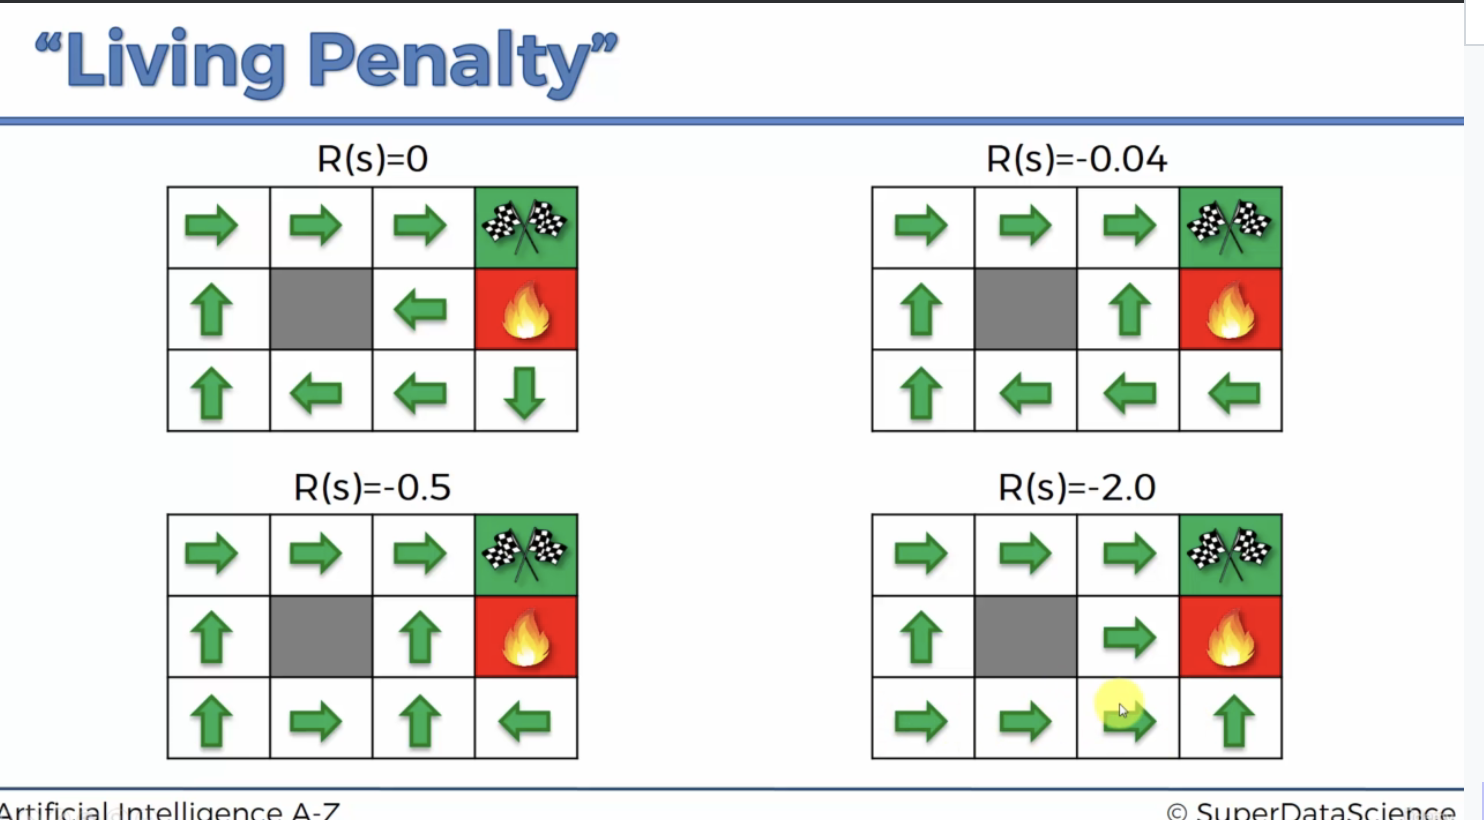 “Living Penalty”
R(s)=0
R(s)=-0.04
R(s)=-0.5
R(s)=-2.0
Artificial Intelligence A-Z
© SuperDataScience